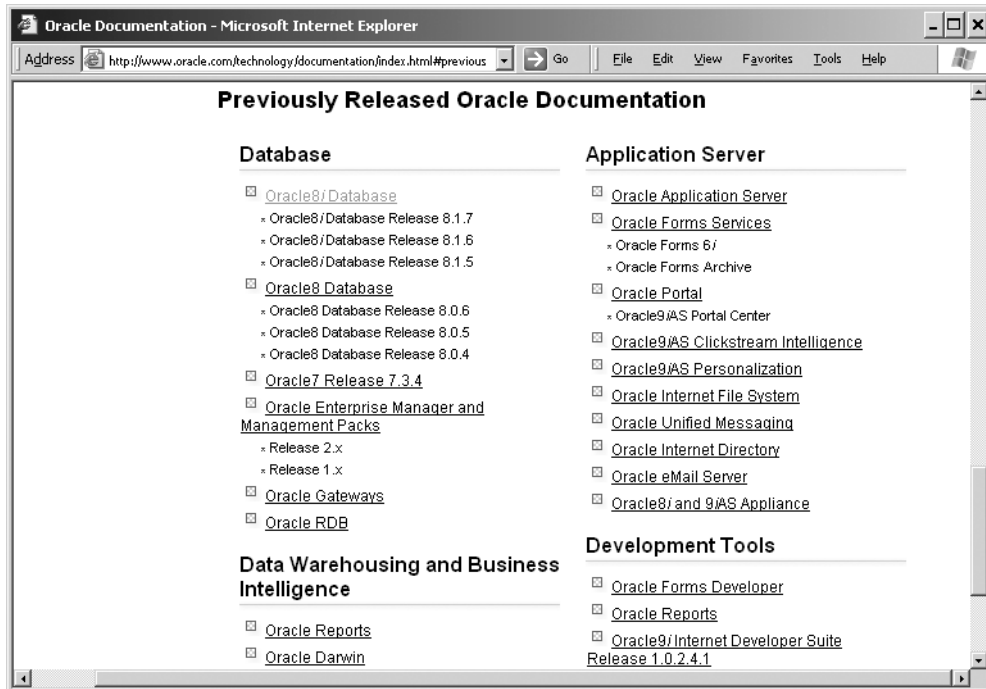 Oracle Documentation - Microsoft Internet Explorer
Address http://www.oracle.com/technology/documentation/index.html#previous Go File Edit View Favorites Tools Help
Previously Released Oracle Documentation
Database
Oracle8i Database
Oracle8i Database Release 8.1.7
Oracle8i Database Release 8.1.6
Oracle8i Database Release 8.1.5
Oracle8 Database
Oracle8 Database Release 8.0.6
Oracle8 Database Release 8.0.5
Oracle8 Database Release 8.0.4
Oracle7 Release 7.3.4
Oracle Enterprise Manager and
Management Packs
Release 2.x
Release 1.x
Oracle Gateways
Oracle RDB
Data Warehousing and Business
Intelligence
Oracle Reports
Oracle Darwin
Application Server
Oracle Application Server
Oracle Forms Services
Oracle Forms 6i
Oracle Forms Archive
Oracle Portal
Oracle9iAS Portal Center
Oracle9iAS Clickstream Intelligence
Oracle9iAS Personalization
Oracle Internet File System
Oracle Unified Messaging
Oracle Internet Directory
Oracle eMail Server
Oracle8i and 9iAS Appliance
Development Tools
Oracle Forms Developer
Oracle Reports
Oracle9i Internet Developer Suite
Release 1.0.2.4.1